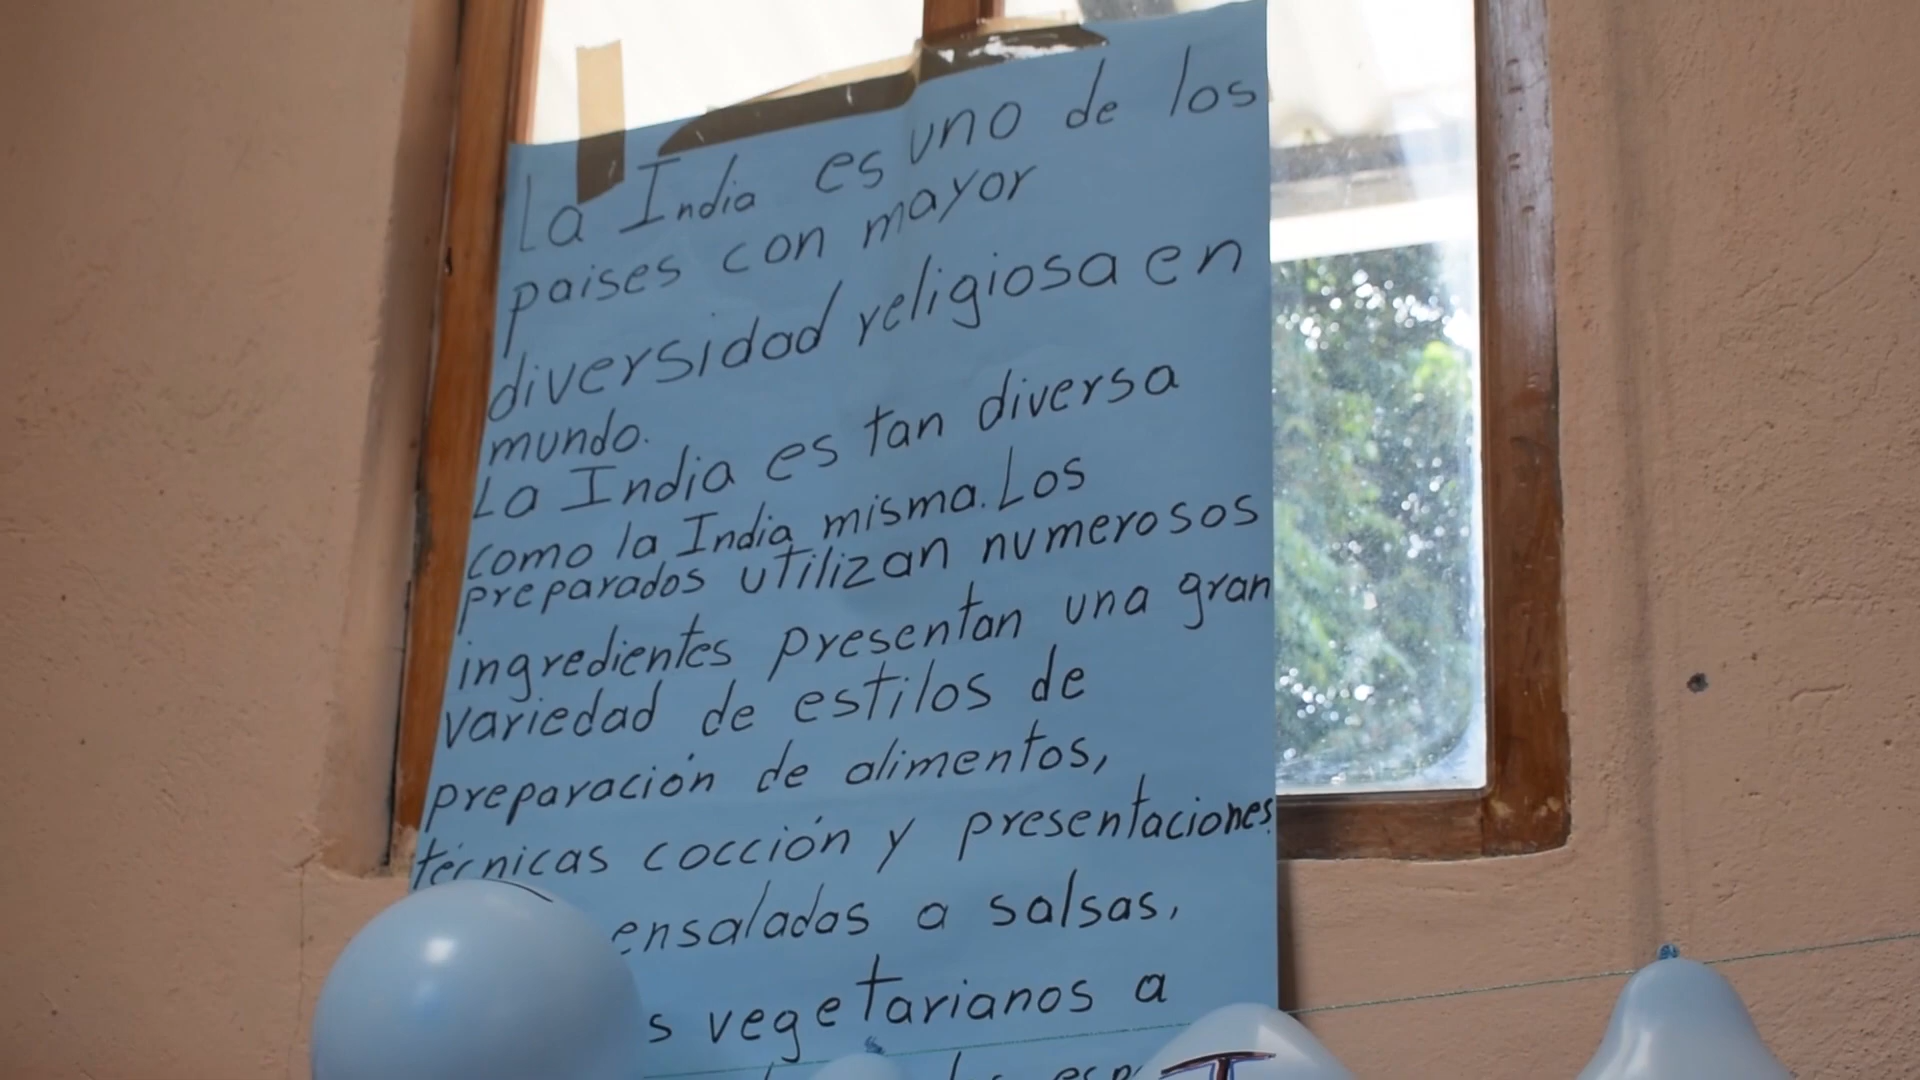 La India es uno de los
paises con mayor
diversidad religiosa en
mundo.
La India es tan diversa
como la India misma. Los
preparados utilizan numerosos
ingredientes presentan una gran
variedad de estilos de
preparación de alimentos,
técnicas cocción y presentaciones
ensaladas a salsas,
s vegetarianos a